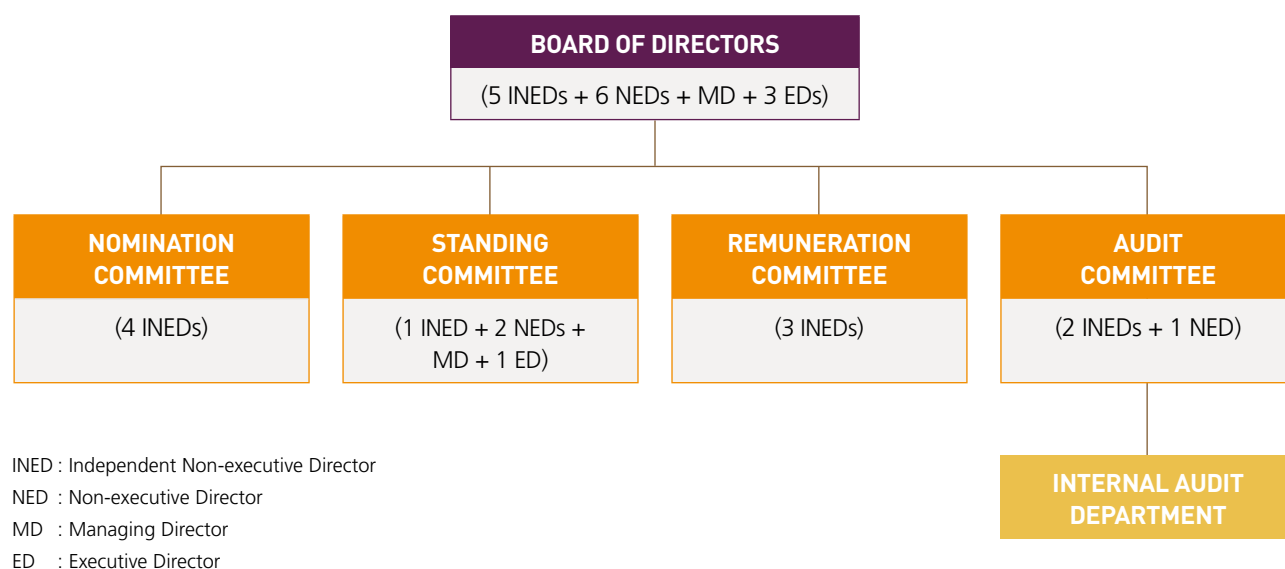 BOARD OF DIRECTORS
(5 INEDs + 6 NEDs + MD + 3 EDs)
NOMINATION
COMMITTEE
(4 INEDs)
STANDING
COMMITTEE
(1 INED + 2 NEDs +
MD + 1 ED)
REMUNERATION
COMMITTEE
(3 INEDs)
AUDIT
COMMITTEE
(2 INEDs + 1 NED)
INTERNAL AUDIT
DEPARTMENT
INED : Independent Non-executive Director
NED : Non-executive Director
MD : Managing Director
ED : Executive Director